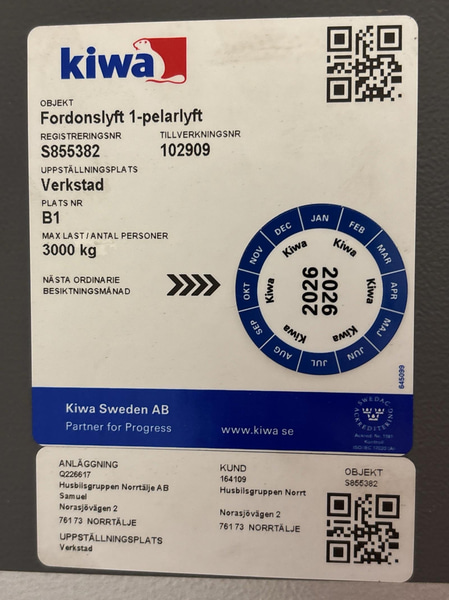 kiwa
OBJEKT
Fordonslyft 1-pelarlyft
REGISTRERINGSNR TILLVERKNINGSNR
S855382 102909
UPPSTÄLLNINGSPLATS
Verkstad
PLATS NR
B1
MAX LAST / ANTAL PERSONER
3000 kg
NÄSTA ORDINARIE
BESIKTNINGSMÅNAD
JAN
FEB
MAR
APR
MAJ
JUN
JUL
AUG
SEP
OKT
NOV
DEC
Kiwa
Kiwa
Kiwa
Kiwa
Kiwa
Kiwa
2026
2026
645099
Kiwa Sweden AB
Partner for Progress
www.kiwa.se
SWEDAC
ACKREDITERING
Kontroll
ANLÄGGNING
Q226617
Husbilsgruppen Norrtälje AB
Samuel
Norasjövägen 2
761 73 NORRTÄLJE
UPPSTÄLLNINGSPLATS
Verkstad
KUND
164109
Husbilsgruppen Norrt
Norasjövägen 2
761 73 NORRTÄLJE
OBJEKT
S855382